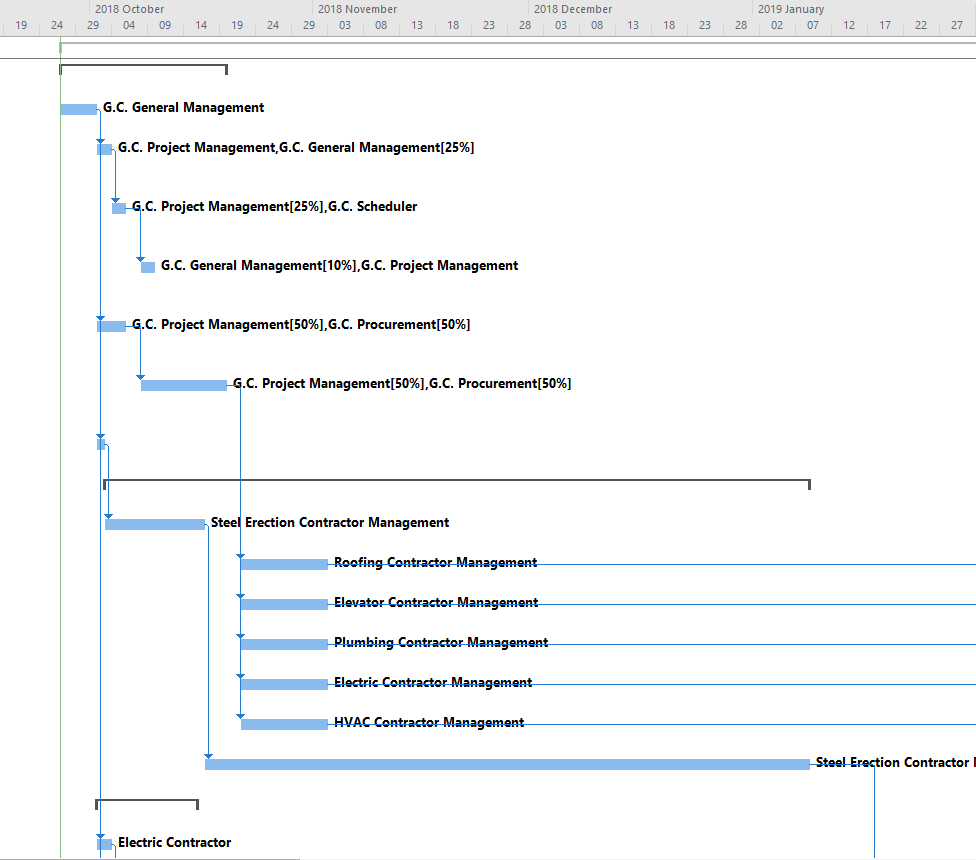 2018 October 2018 November 2018 December 2019 January
19 24 29 04 09 14 19 24 29 03 08 13 18 23 28 03 08 13 18 23 28 02 07 12 17 22 27
G.C. General Management
G.C. Project Management,G.C. General Management[25%]
G.C. Project Management[25%],G.C. Scheduler
G.C. General Management[10%],G.C. Project Management
G.C. Project Management[50%],G.C. Procurement[50%]
G.C. Project Management[50%],G.C. Procurement[50%]
Steel Erection Contractor Management
Roofing Contractor Management
Elevator Contractor Management
Plumbing Contractor Management
Electric Contractor Management
HVAC Contractor Management
Steel Erection Contractor
Electric Contractor